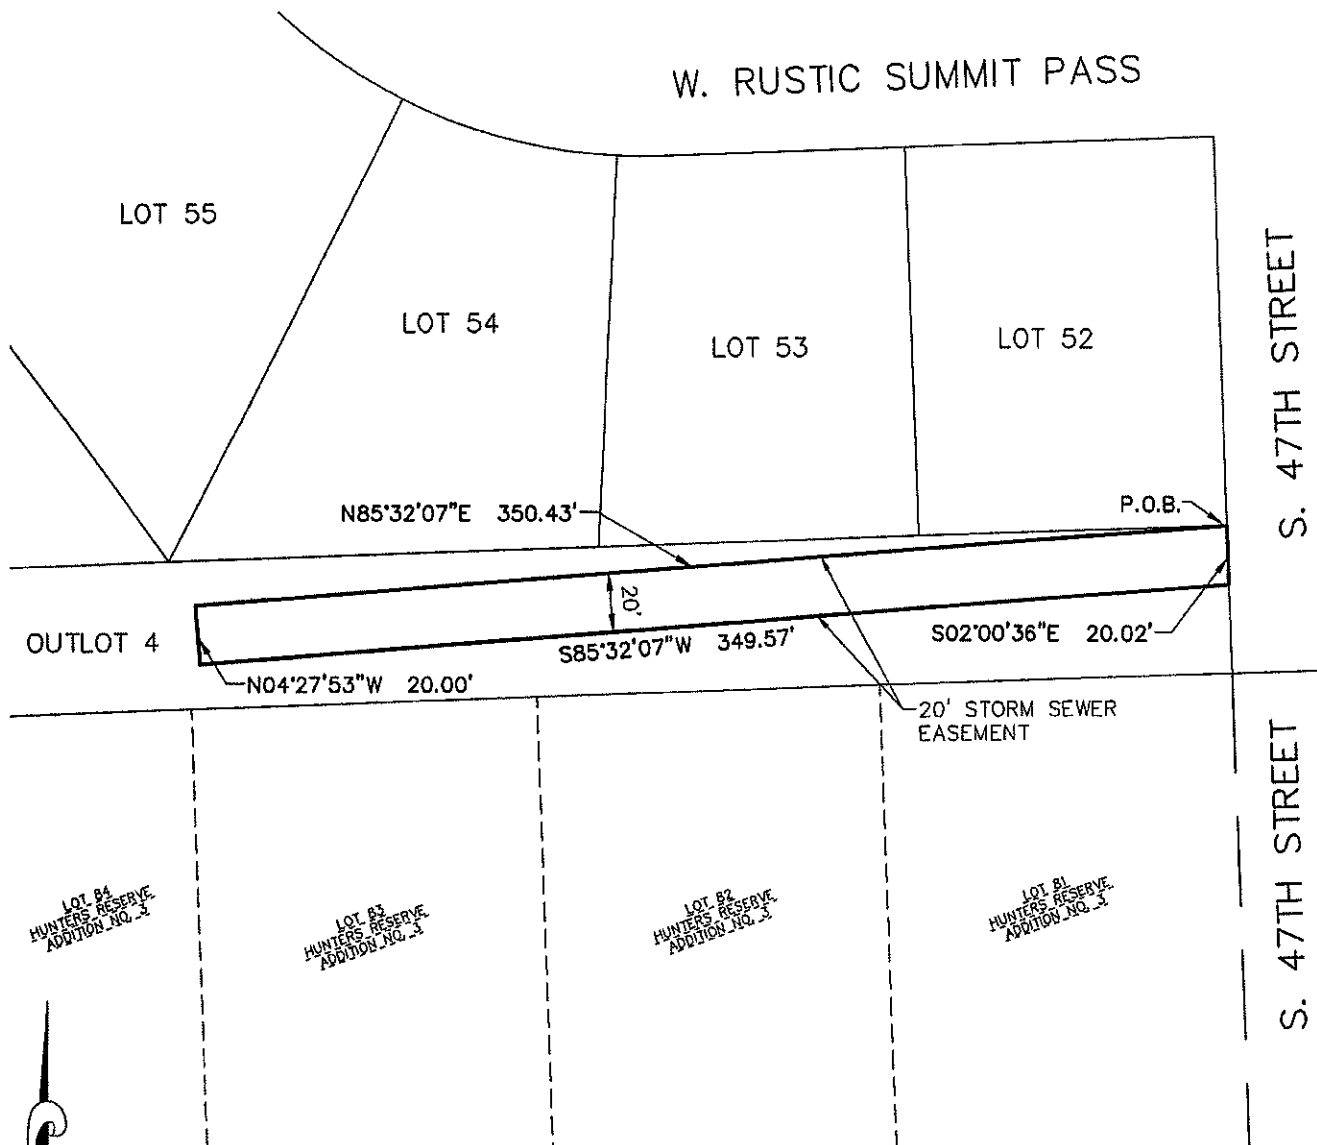 W. RUSTIC SUMMIT PASS
LOT 55
LOT 54
LOT 53
LOT 52
S. 47TH STREET
N85°32'07"E 350.43'
P.O.B.
20'
OUTLOT 4
S85°32'07"W 349.57'
S02°00'36"E 20.02'
N04°27'53"W 20.00'
20' STORM SEWER
EASEMENT
S. 47TH STREET
LOT 84
HUNTERS RESERVE
ADDITION NO. 3
LOT 83
HUNTERS RESERVE
ADDITION NO. 3
LOT 82
HUNTERS RESERVE
ADDITION NO. 3
LOT 81
HUNTERS RESERVE
ADDITION NO. 3